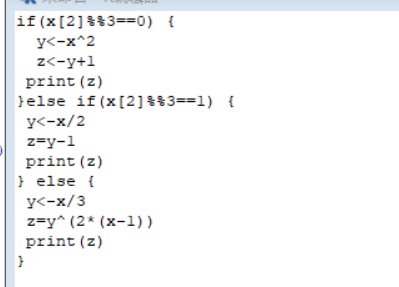 if(x[2]%%3==0) {
  y<-x^2
  z<-y+1
 print(z)
}else if(x[2]%%3==1) {
 y<-x/2
 z=y-1
 print(z)
} else {
 y<-x/3
 z=y^(2*(x-1))
 print(z)
}